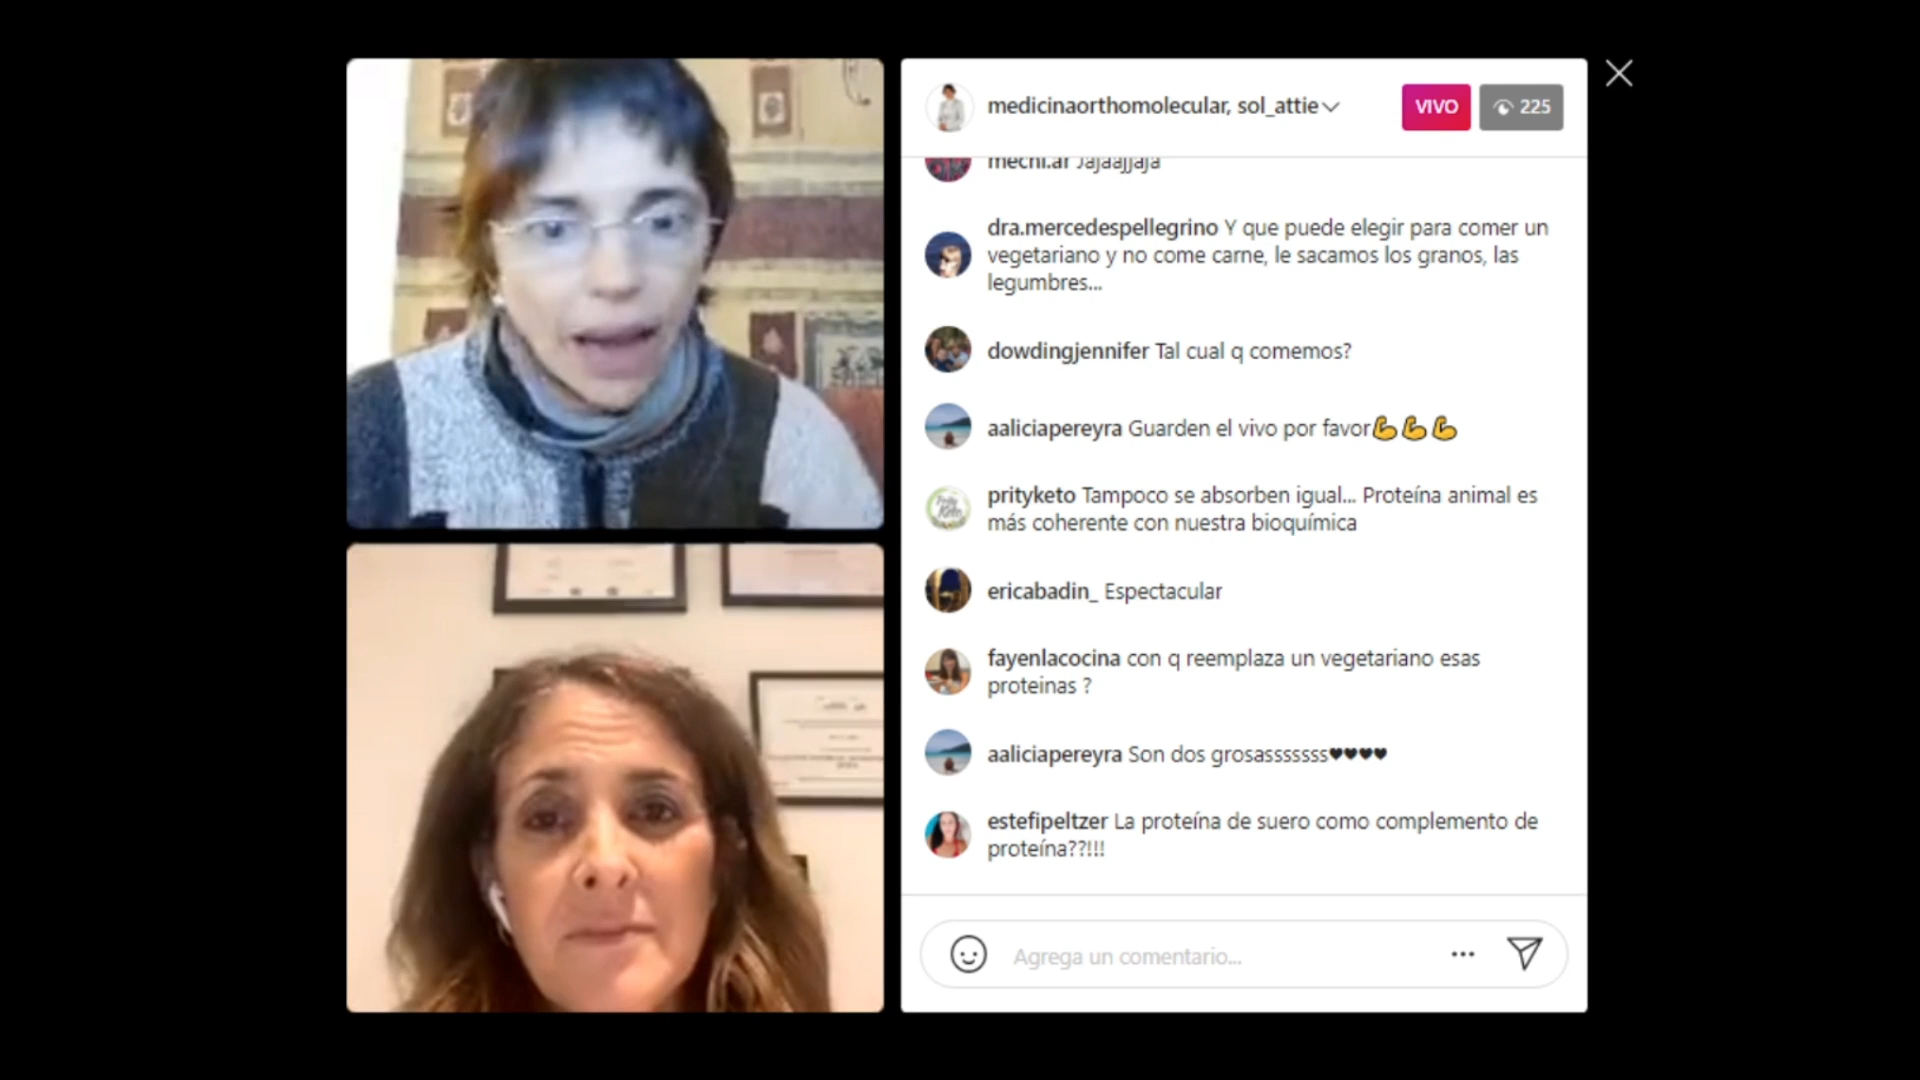 medicinaorthomolecular, sol_attie
VIVO
225
mechi.ar Jajaajjaja
dra.mercedespellegrino Y que puede elegir para comer un
vegetariano y no come carne, le sacamos los granos, las
legumbres...
dowdingjennifer Tal cual q comemos?
aaliciapereyra Guarden el vivo por favor💪💪💪
prityketo Tampoco se absorben igual... Proteína animal es
más coherente con nuestra bioquímica
ericabadin_ Espectacular
fayenlacocina con q reemplaza un vegetariano esas
proteinas ?
aaliciapereyra Son dos grosasssssss♥♥♥♥
estefipeltzer La proteína de suero como complemento de
proteína??!!!
Agrega un comentario...